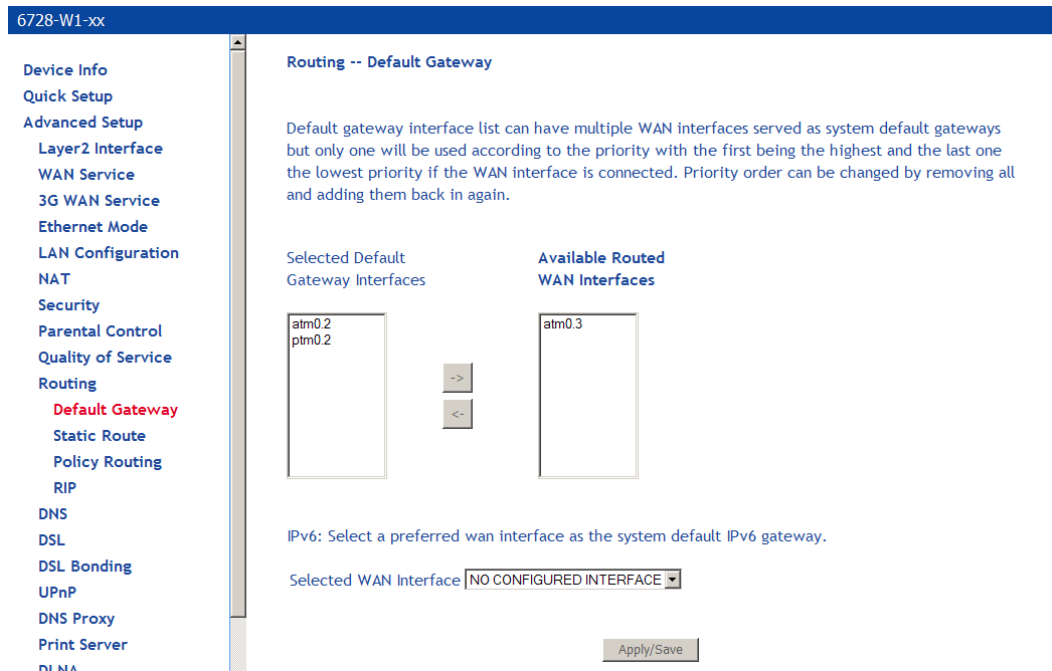 6728-W1-xx
Device Info
Quick Setup
Advanced Setup
Layer2 Interface
WAN Service
3G WAN Service
Ethernet Mode
LAN Configuration
NAT
Security
Parental Control
Quality of Service
Routing
Default Gateway
Static Route
Policy Routing
RIP
DNS
DSL
DSL Bonding
UPnP
DNS Proxy
Print Server
DLNA
Routing -- Default Gateway
Default gateway interface list can have multiple WAN interfaces served as system default gateways
but only one will be used according to the priority with the first being the highest and the last one
the lowest priority if the WAN interface is connected. Priority order can be changed by removing all
and adding them back in again.
Selected Default
Gateway Interfaces
Available Routed
WAN Interfaces
atm0.2
ptm0.2
->
<-
atm0.3
IPv6: Select a preferred wan interface as the system default IPv6 gateway.
Selected WAN Interface NO CONFIGURED INTERFACE
Apply/Save